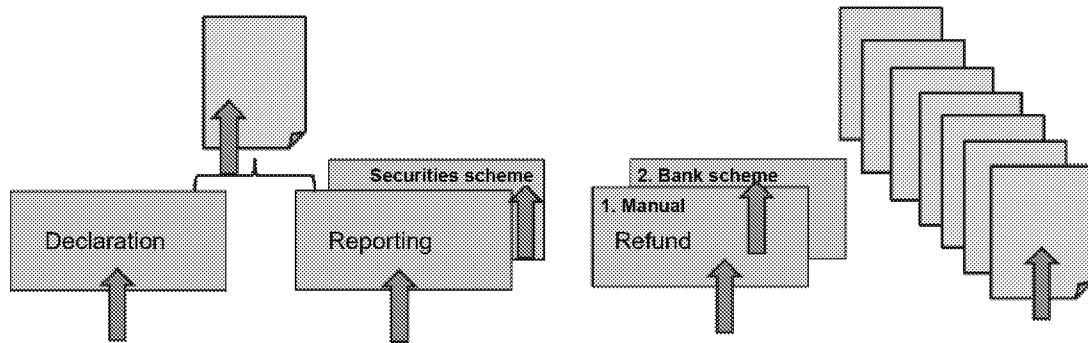 Securities scheme
Declaration
Reporting
2. Bank scheme
1. Manual
Refund